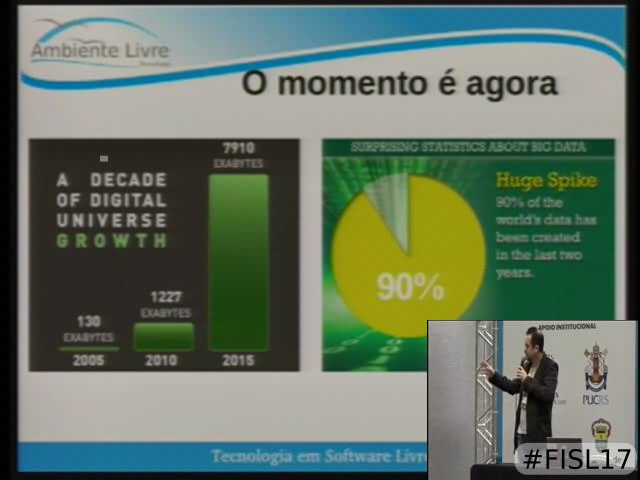 Ambiente Livre
Tecnologia
O momento é agora
A DECADE
OF DIGITAL
UNIVERSE
GROWTH
130
EXABYTES
2005
1227
EXABYTES
2010
7910
EXABYTES
2015
SURPRISING STATISTICS ABOUT BIG DATA
Huge Spike
90% of the
world's data has
been created
in the last two
years.
90%
Tecnologia em Software Livre
APOIO INSTITUCIONAL
PUCRS
#FISL17